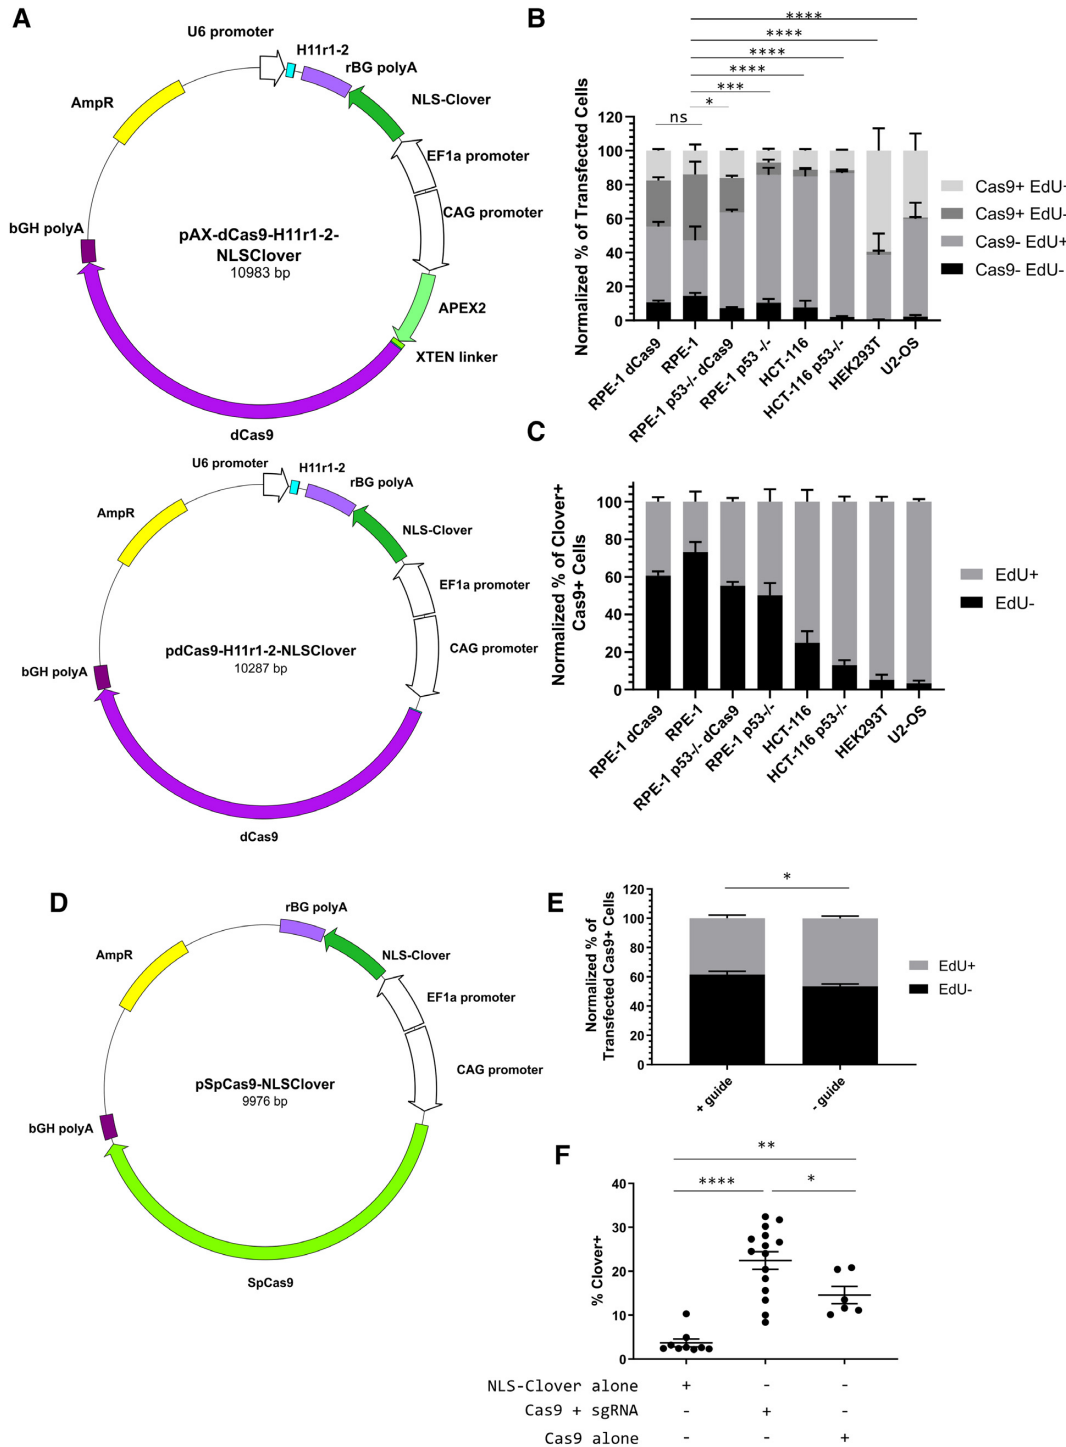 A
U6 promoter
H11r1-2
rBG polyA
NLS-Clover
EF1a promoter
CAG promoter
APEX2
XTEN linker
dCas9
bGH polyA
AmpR
pAX-dCas9-H11r1-2-
NLSClover
10983 bp
U6 promoter
H11r1-2
rBG polyA
NLS-Clover
EF1a promoter
CAG promoter
dCas9
bGH polyA
AmpR
pdCas9-H11r1-2-NLSClover
10287 bp
B
****
****
****
****
***
*
ns
Normalized % of Transfected Cells
120
100
80
60
40
20
0
RPE-1 dCas9
RPE-1
RPE-1 p53-/- dCas9
RPE-1 p53 -/-
HCT-116
HCT-116 p53-/-
HEK293T
U2-OS
Cas9+ EdU+
Cas9+ EdU-
Cas9- EdU+
Cas9- EdU-
C
Normalized % of Clover+
Cas9+ Cells
100
80
60
40
20
0
RPE-1 dCas9
RPE-1
RPE-1 p53-/- dCas9
RPE-1 p53-/-
HCT-116
HCT-116 p53-/-
HEK293T
U2-OS
EdU+
EdU-
D
rBG polyA
NLS-Clover
EF1a promoter
CAG promoter
SpCas9
bGH polyA
AmpR
pSpCas9-NLSClover
9976 bp
E
*
Normalized % of
Transfected Cas9+ Cells
120
100
80
60
40
20
0
+ guide
- guide
EdU+
EdU-
F
**
****
*
% Clover+
40
30
20
10
0
NLS-Clover alone + - -
Cas9 + sgRNA - + -
Cas9 alone - - +